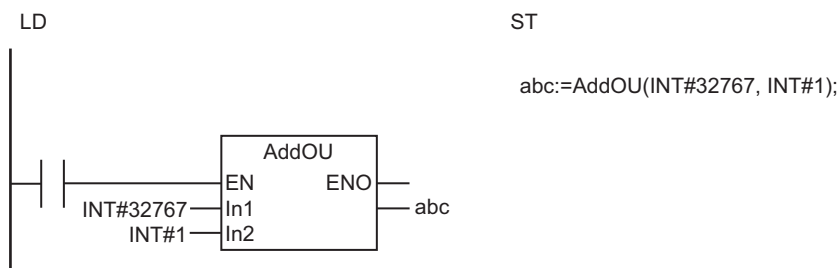 LD
ST
abc:=AddOU(INT#32767, INT#1);
AddOU
EN ENO
INT#32767 In1 abc
INT#1 In2